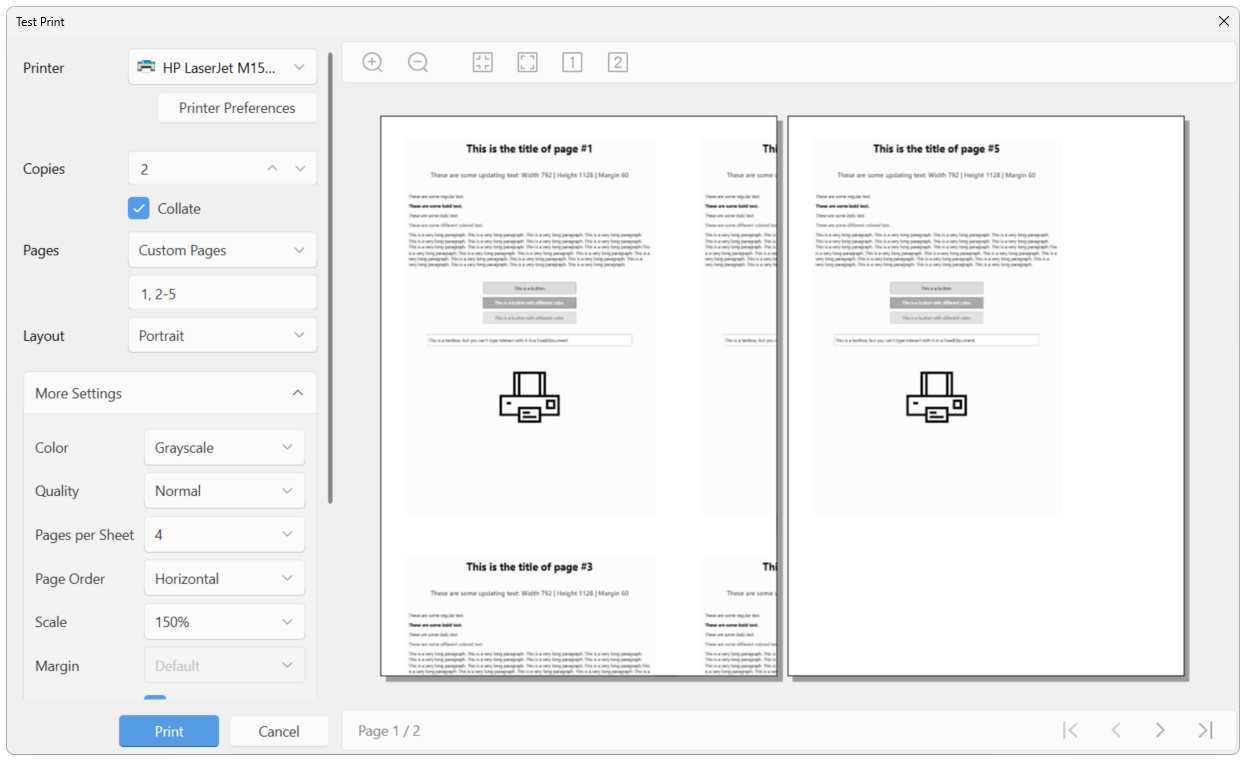 Test Print
Printer
HP LaserJet M15...
Printer Preferences
Copies
2
Collate
Pages
Custom Pages
1, 2-5
Layout
Portrait
More Settings
Color
Grayscale
Quality
Normal
Pages per Sheet
4
Page Order
Horizontal
Scale
150%
Margin
Default
Print
Cancel
1
2
This is the title of page #1
These are some updating text: Width 792 | Height 1128 | Margin 60
These are some regular text.
These are some bold text.
These are some italic text.
These are some different colored text.
This is a very long paragraph. This is a very long paragraph. This is a very long paragraph.
This is a very long paragraph. This is a very long paragraph. This is a very long paragraph.
This is a very long paragraph. This is a very long paragraph. This is a very long paragraph.This
is a very long paragraph. This is a very long paragraph. This is a very long paragraph. This is a
very long paragraph. This is a very long paragraph. This is a very long paragraph. This is a
very long paragraph. This is a very long paragraph.
This is a button.
This is a button with different color.
This is a button with different color.
This is a textbox, but you can't type interact with it in a FixedDocument.
Thi
These are some u
These are some regular text.
These are some bold text.
These are some italic text.
These are some different colored text.
This is a very long paragraph. This is
This is a very long paragraph. This is
This is a very long paragraph. This is
is a very long paragraph. This is a ve
very long paragraph. This is a very lo
very long paragraph. This is a very lo
This is a textbox, but you c
This is the title of page #3
These are some updating text: Width 792 | Height 1128 | Margin 60
These are some regular text.
These are some bold text.
These are some italic text.
These are some different colored text.
This is a very long paragraph. This is a very long paragraph. This is a very long paragraph.
This is a very long paragraph. This is a very long paragraph. This is a very long paragraph.
This is a very long paragraph. This is a very long paragraph. This is a very long paragraph.This
is a very long paragraph. This is a very long paragraph. This is a very long paragraph. This is a
Thi
These are some u
These are some regular text.
These are some bold text.
These are some italic text.
These are some different colored text.
This is a very long paragraph. This is
This is a very long paragraph. This is
This is a very long paragraph. This is
is a very long paragraph. This is a ve
This is the title of page #5
These are some updating text: Width 792 | Height 1128 | Margin 60
These are some regular text.
These are some bold text.
These are some italic text.
These are some different colored text.
This is a very long paragraph. This is a very long paragraph. This is a very long paragraph.
This is a very long paragraph. This is a very long paragraph. This is a very long paragraph.
This is a very long paragraph. This is a very long paragraph. This is a very long paragraph.This
is a very long paragraph. This is a very long paragraph. This is a very long paragraph. This is a
very long paragraph. This is a very long paragraph. This is a very long paragraph. This is a
very long paragraph. This is a very long paragraph.
This is a button.
This is a button with different color.
This is a button with different color.
This is a textbox, but you can't type interact with it in a FixedDocument.
Page 1 / 2